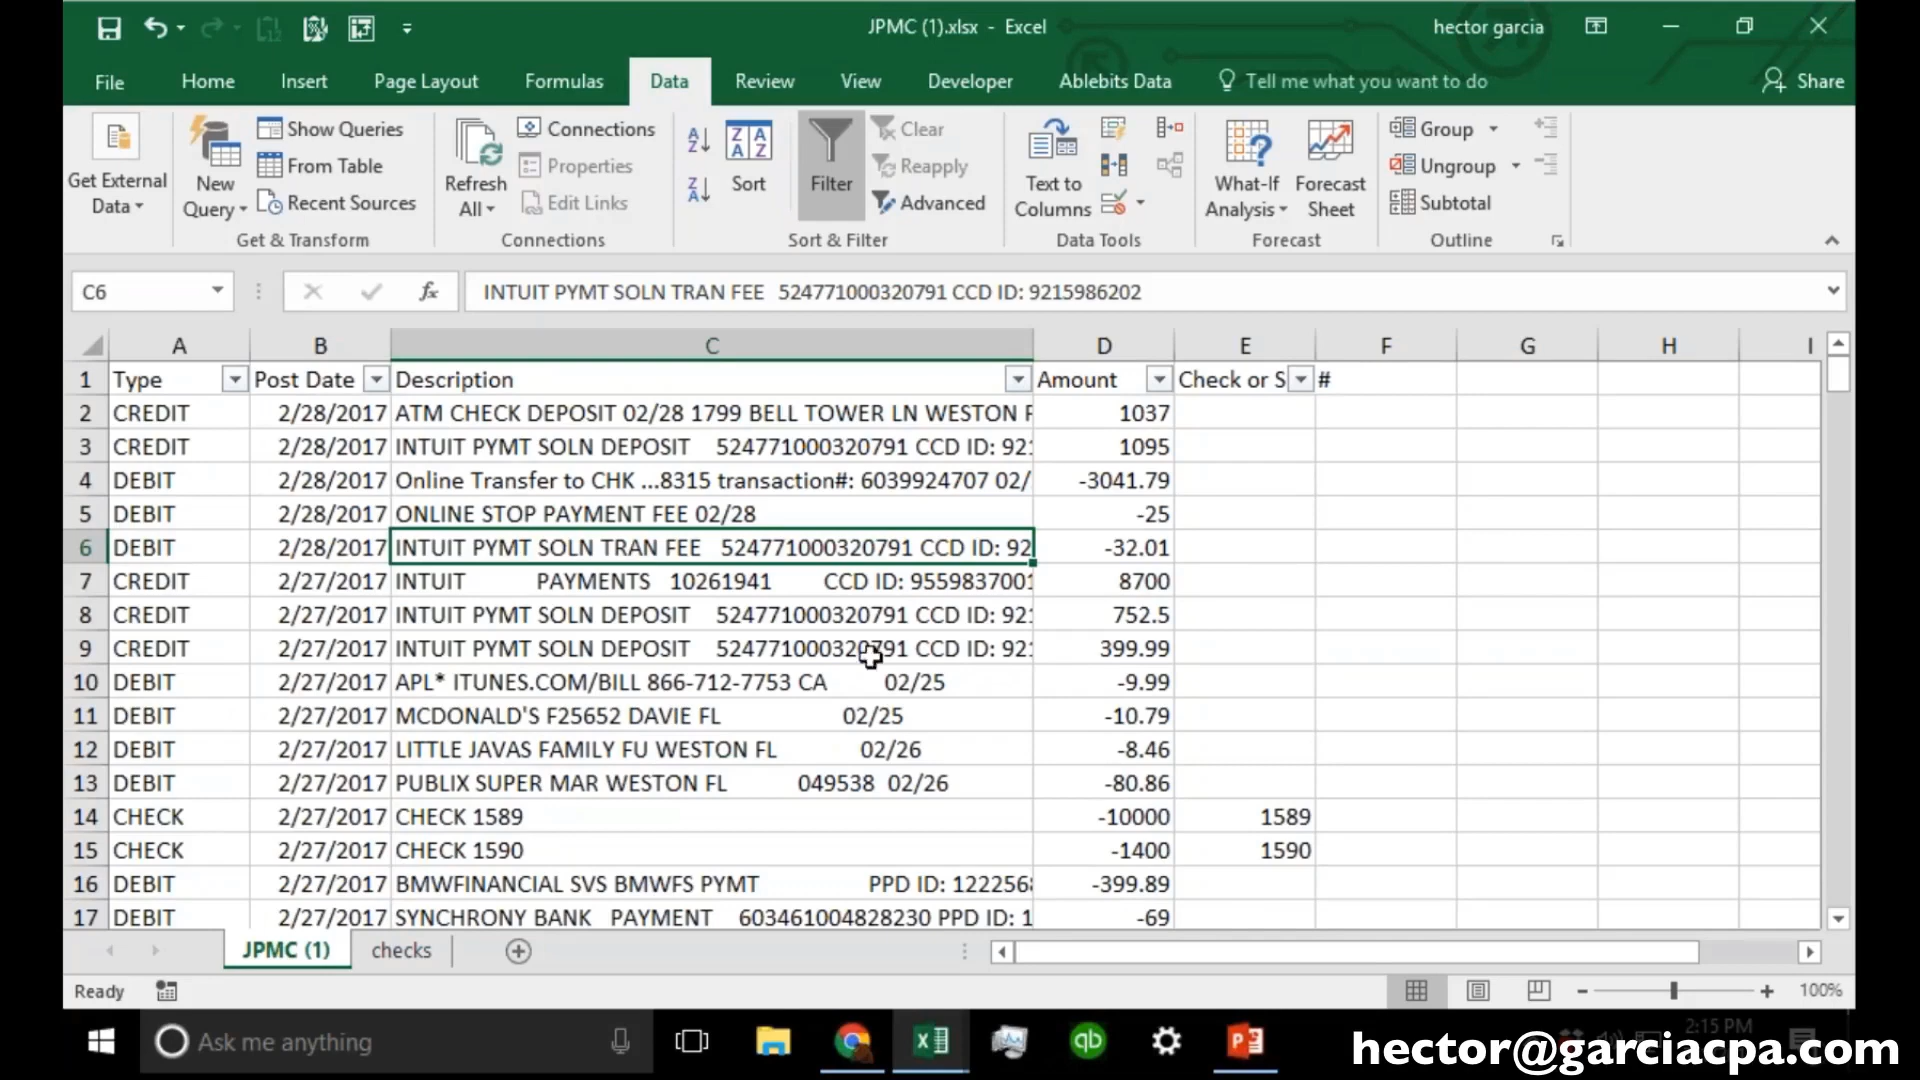 JPMC (1).xlsx - Excel
hector garcia
File Home Insert Page Layout Formulas Data Review View Developer Ablebits Data Tell me what you want to do Share
Get External Data
New Query
Show Queries
From Table
Recent Sources
Get & Transform
Refresh All
Connections
Properties
Edit Links
Connections
Sort
Filter
Clear
Reapply
Advanced
Sort & Filter
Text to Columns
Data Tools
What-If Analysis
Forecast Sheet
Forecast
Group
Ungroup
Subtotal
Outline
C6 fx INTUIT PYMT SOLN TRAN FEE 524771000320791 CCD ID: 9215986202
A B C D E F G H I
1 Type Post Date Description Amount Check or S #
2 CREDIT 2/28/2017 ATM CHECK DEPOSIT 02/28 1799 BELL TOWER LN WESTON F 1037
3 CREDIT 2/28/2017 INTUIT PYMT SOLN DEPOSIT 524771000320791 CCD ID: 921 1095
4 DEBIT 2/28/2017 Online Transfer to CHK ...8315 transaction#: 6039924707 02/ -3041.79
5 DEBIT 2/28/2017 ONLINE STOP PAYMENT FEE 02/28 -25
6 DEBIT 2/28/2017 INTUIT PYMT SOLN TRAN FEE 524771000320791 CCD ID: 92 -32.01
7 CREDIT 2/27/2017 INTUIT PAYMENTS 10261941 CCD ID: 9559837001 8700
8 CREDIT 2/27/2017 INTUIT PYMT SOLN DEPOSIT 524771000320791 CCD ID: 921 752.5
9 CREDIT 2/27/2017 INTUIT PYMT SOLN DEPOSIT 524771000320791 CCD ID: 921 399.99
10 DEBIT 2/27/2017 APL* ITUNES.COM/BILL 866-712-7753 CA 02/25 -9.99
11 DEBIT 2/27/2017 MCDONALD'S F25652 DAVIE FL 02/25 -10.79
12 DEBIT 2/27/2017 LITTLE JAVAS FAMILY FU WESTON FL 02/26 -8.46
13 DEBIT 2/27/2017 PUBLIX SUPER MAR WESTON FL 049538 02/26 -80.86
14 CHECK 2/27/2017 CHECK 1589 -10000 1589
15 CHECK 2/27/2017 CHECK 1590 -1400 1590
16 DEBIT 2/27/2017 BMWFINANCIAL SVS BMWFS PYMT PPD ID: 122256 -399.89
17 DEBIT 2/27/2017 SYNCHRONY BANK PAYMENT 603461004828230 PPD ID: 1 -69
JPMC (1) checks
Ready 100%
Ask me anything
qb
2:15 PM
hector@garciacpa.com